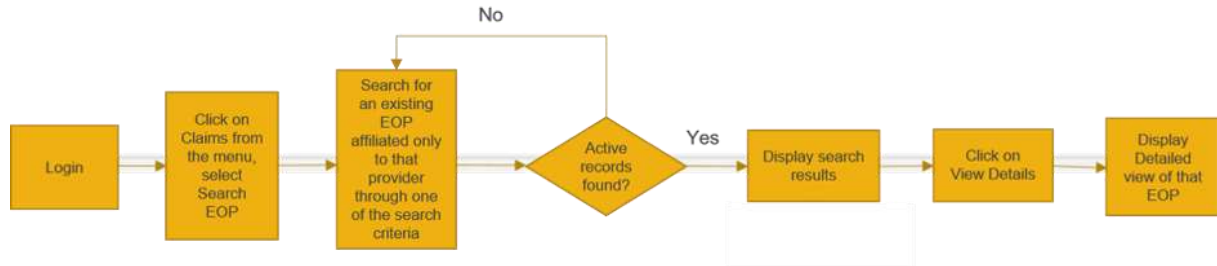 No
Login
Click on
Claims from
the menu,
select
Search
EOP
Search for
an existing
EOP
affiliated only
to that
provider
through one
of the search
criteria
Active
records
found?
Yes
Display search
results
Click on
View Details
Display
Detailed
view of that
EOP